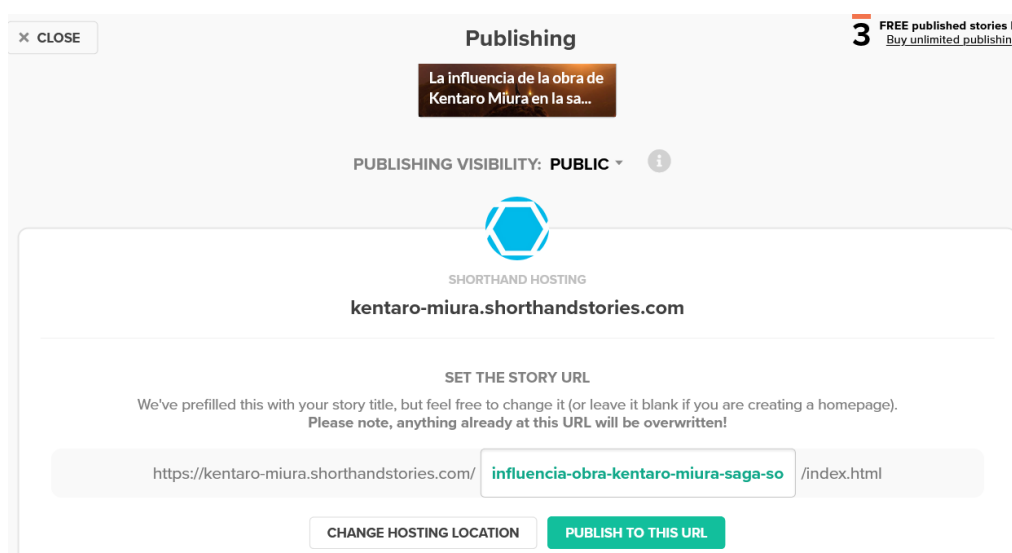 × CLOSE
Publishing
3 FREE published stories
Buy unlimited publishin
La influencia de la obra de
Kentaro Miura en la sa...
PUBLISHING VISIBILITY: PUBLIC
i
SHORTHAND HOSTING
kentaro-miura.shorthandstories.com
SET THE STORY URL
We've prefilled this with your story title, but feel free to change it (or leave it blank if you are creating a homepage).
Please note, anything already at this URL will be overwritten!
https://kentaro-miura.shorthandstories.com/ influencia-obra-kentaro-miura-saga-so /index.html
CHANGE HOSTING LOCATION
PUBLISH TO THIS URL